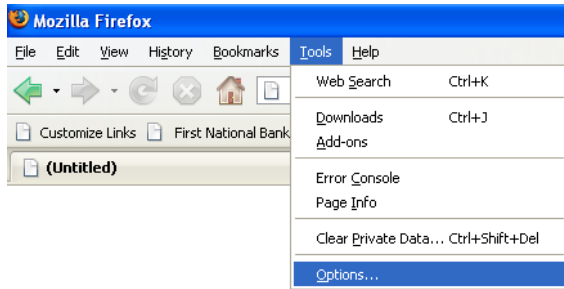 Mozilla Firefox
File Edit View History Bookmarks Tools Help
Web Search Ctrl+K
Downloads Ctrl+J
Customize Links First National Bank
Add-ons
(Untitled)
Error Console
Page Info
Clear Private Data... Ctrl+Shift+Del
Options...